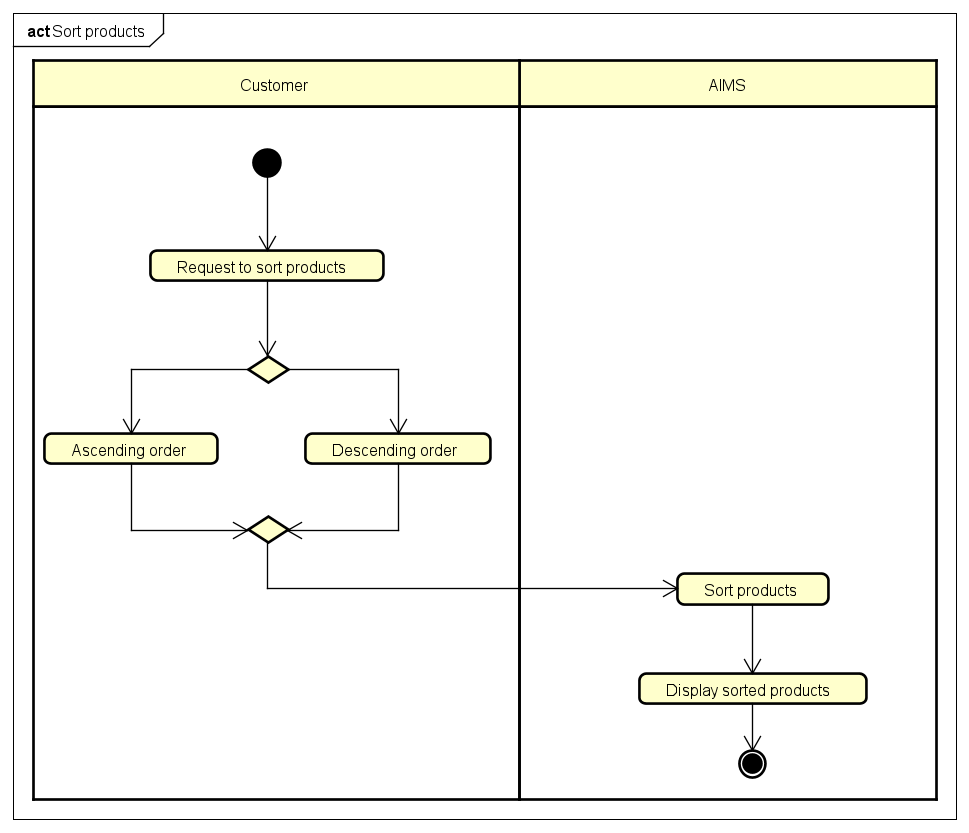 act Sort products
Customer
AIMS
Request to sort products
Ascending order
Descending order
Sort products
Display sorted products